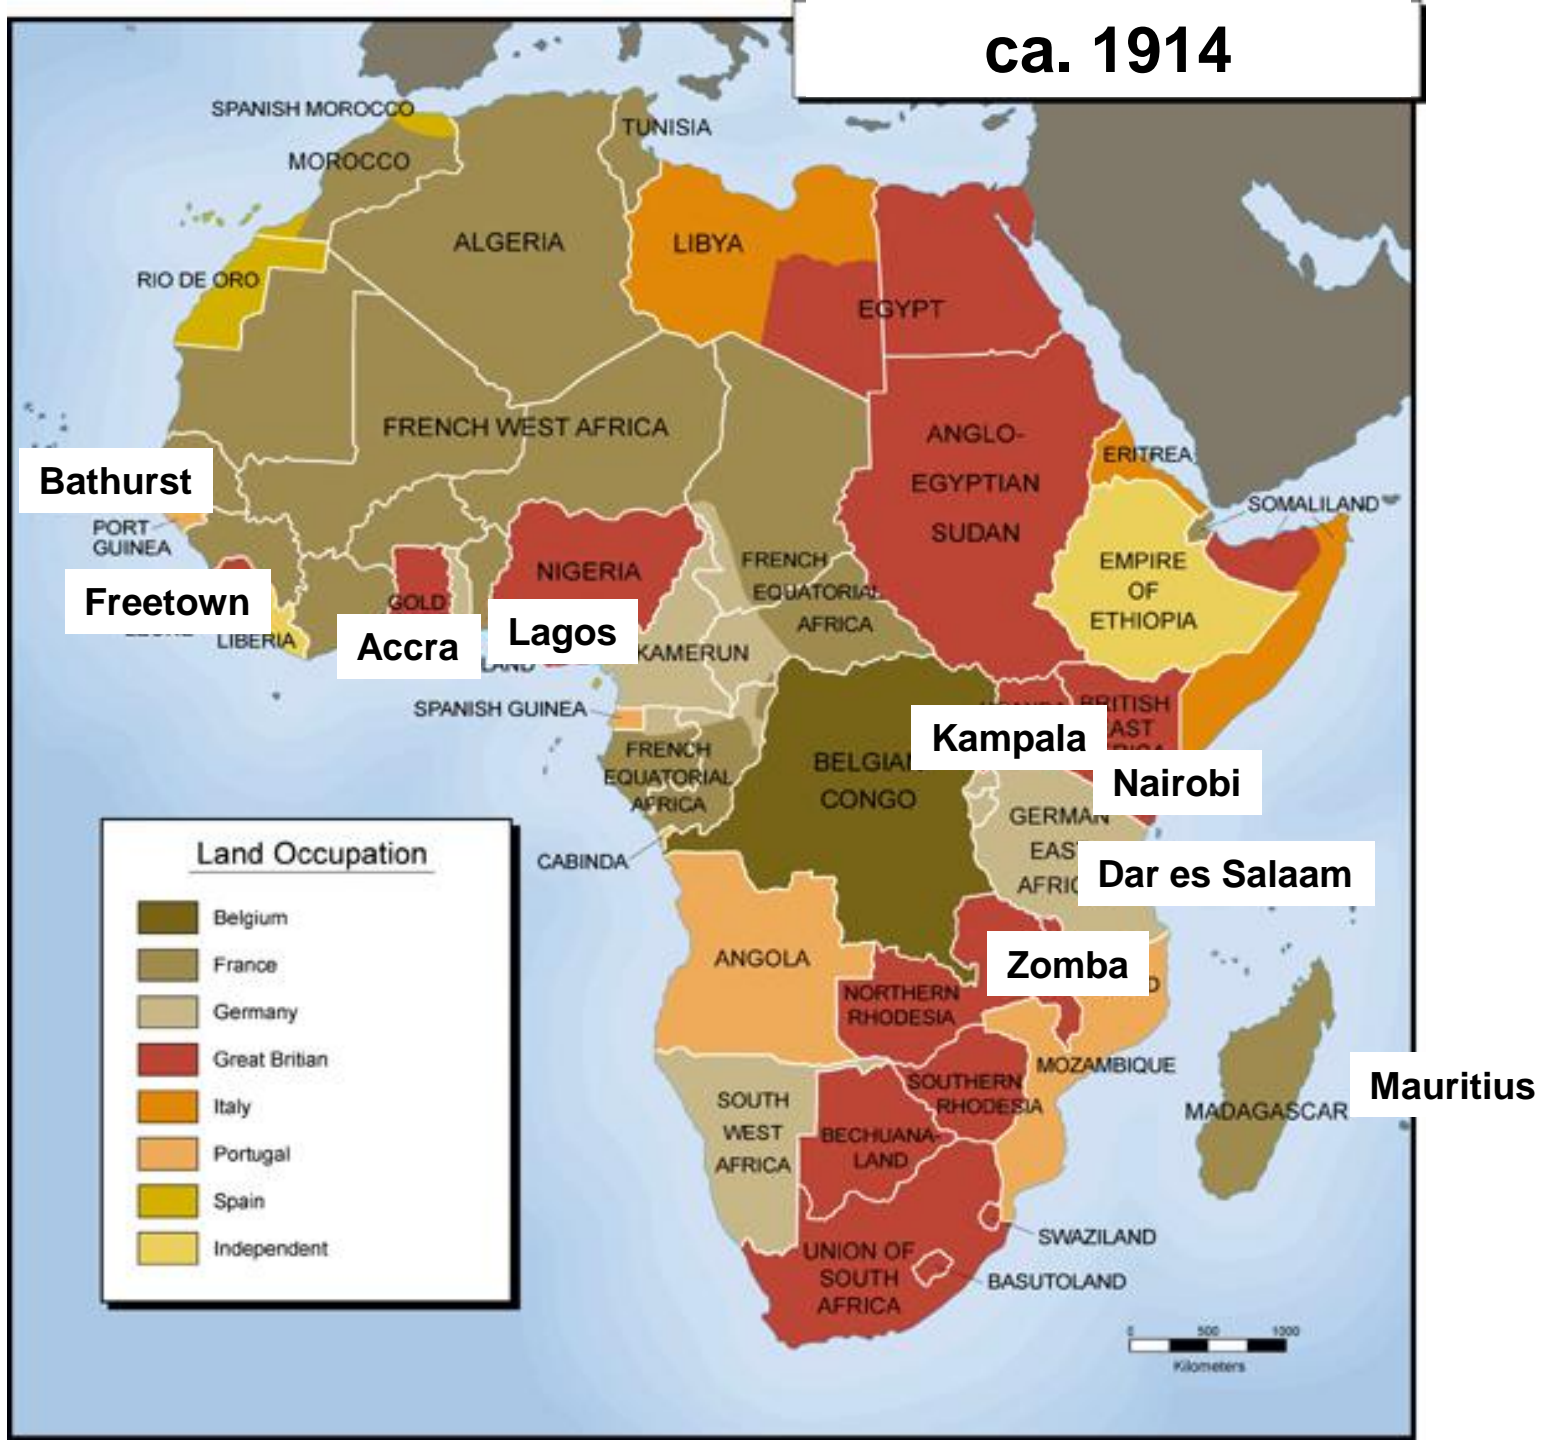 ca. 1914
SPANISH MOROCCO
TUNISIA
MOROCCO
ALGERIA
LIBYA
RIO DE ORO
EGYPT
FRENCH WEST AFRICA
ANGLO-
EGYPTIAN
SUDAN
ERITREA
Bathurst
SOMALILAND
PORT
GUINEA
EMPIRE
OF
ETHIOPIA
NIGERIA
FRENCH
EQUATORIAL
AFRICA
Freetown
GOLD
LIBERIA
Accra
Lagos
KAMERUN
SPANISH GUINEA
BRITISH
EAST
Kampala
Nairobi
FRENCH
EQUATORIAL
AFRICA
BELGIAN
CONGO
GERMAN
EAST
CABINDA
Dar es Salaam
Land Occupation
Belgium
France
Germany
Great Britian
Italy
Portugal
Spain
Independent
ANGOLA
Zomba
NORTHERN
RHODESIA
MOZAMBIQUE
SOUTHERN
RHODESIA
Mauritius
MADAGASCAR
SOUTH
WEST
AFRICA
BECHUANA-
LAND
SWAZILAND
UNION OF
SOUTH
AFRICA
BASUTOLAND
0 500 1000
Kilometers